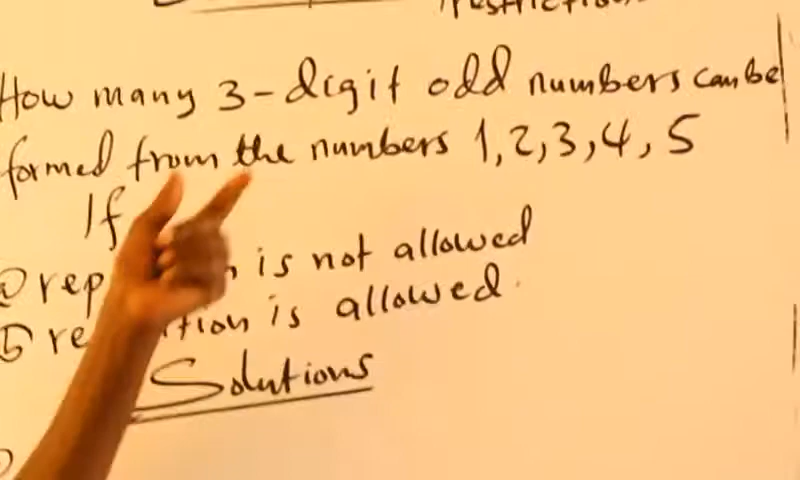 How many 3-digit odd numbers can be
formed from the numbers 1, 2, 3, 4, 5
If
is not allowed
is allowed.
Solutions